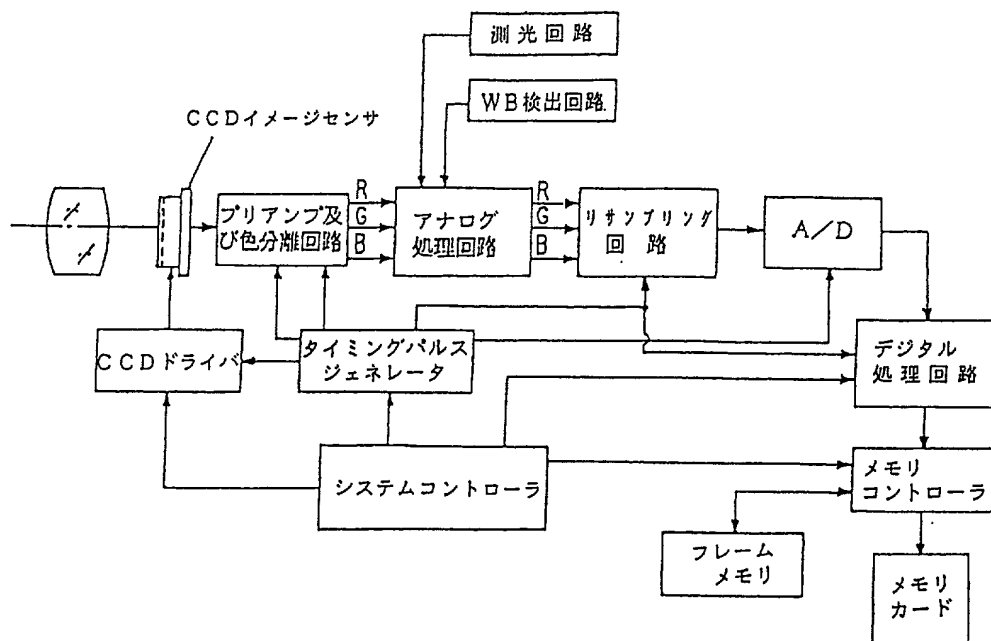 測光回路
WB検出回路
CCDイメージセンサ
プリアンプ及
び色分離回路
R
G
B
アナログ
処理回路
R
G
B
リサンプリング
回路
A/D
CCDドライバ
タイミングパルス
ジェネレータ
デジタル
処理回路
システムコントローラ
メモリ
コントローラ
フレーム
メモリ
メモリ
カード